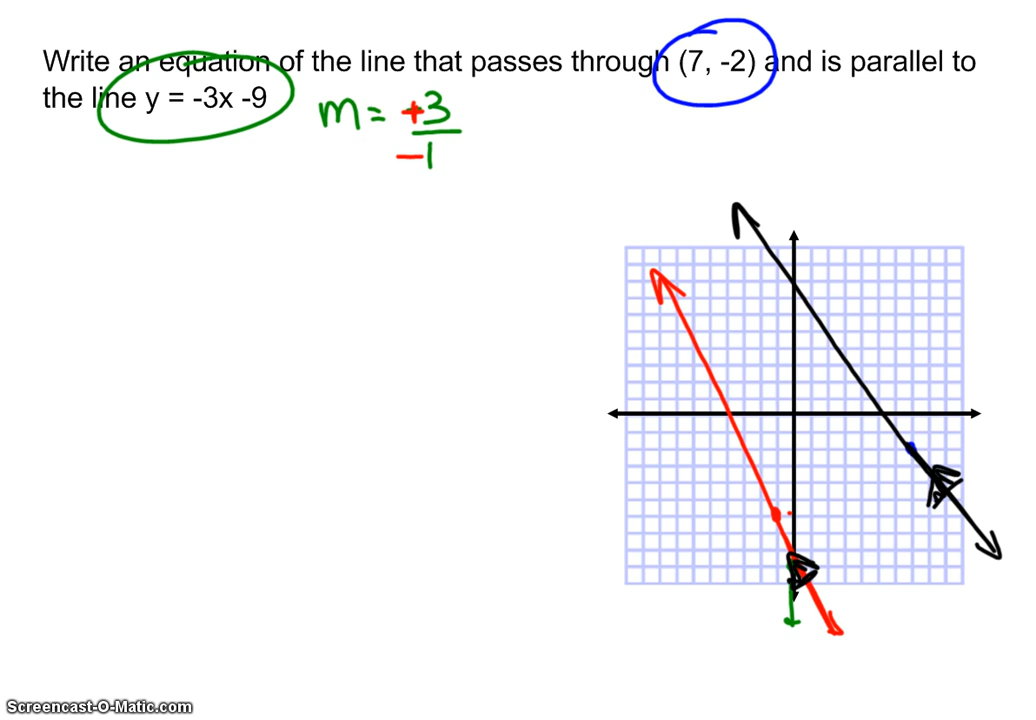 Write an equation of the line that passes through (7, -2) and is parallel to
the line y = -3x -9
m = +3
-1
Screencast-O-Matic.com